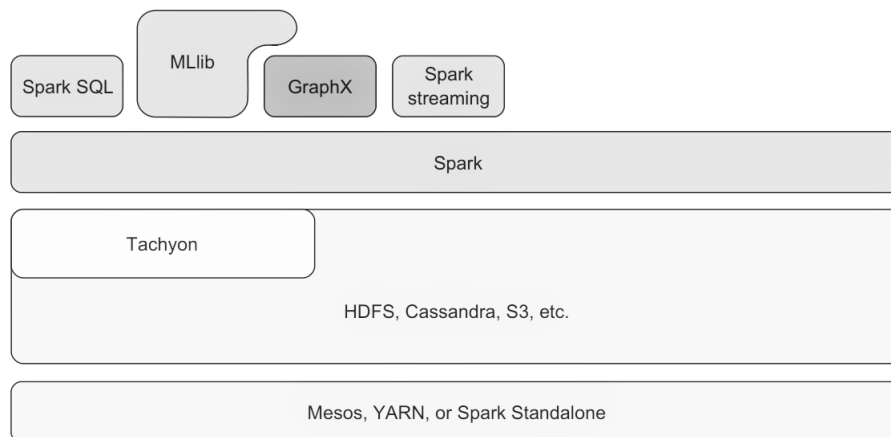 MLlib
Spark SQL
GraphX
Spark
streaming
Spark
Tachyon
HDFS, Cassandra, S3, etc.
Mesos, YARN, or Spark Standalone